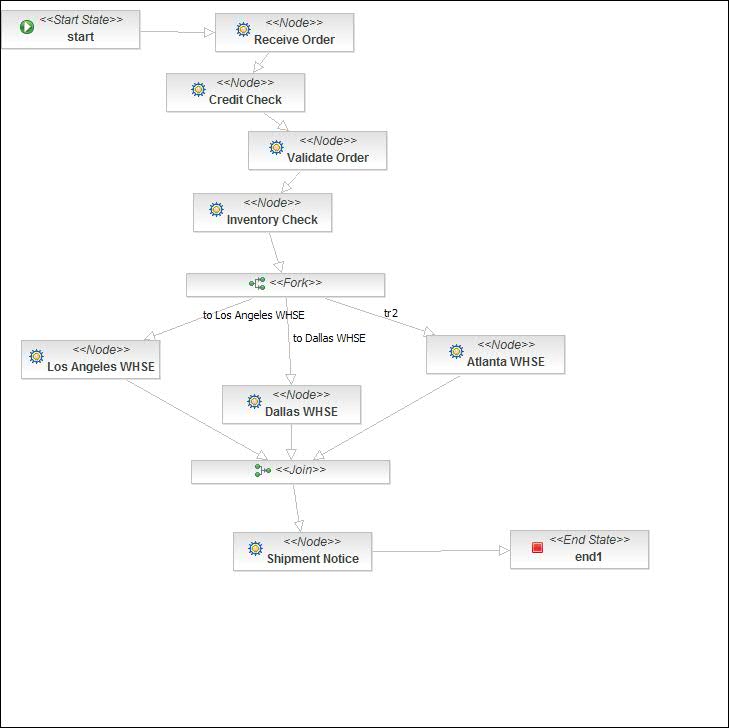 <<Start State>>
start
<<Node>>
Receive Order
<<Node>>
Credit Check
<<Node>>
Validate Order
<<Node>>
Inventory Check
<<Fork>>
to Los Angeles WHSE
tr2
to Dallas WHSE
<<Node>>
Los Angeles WHSE
<<Node>>
Atlanta WHSE
<<Node>>
Dallas WHSE
<<Join>>
<<Node>>
Shipment Notice
<<End State>>
end1